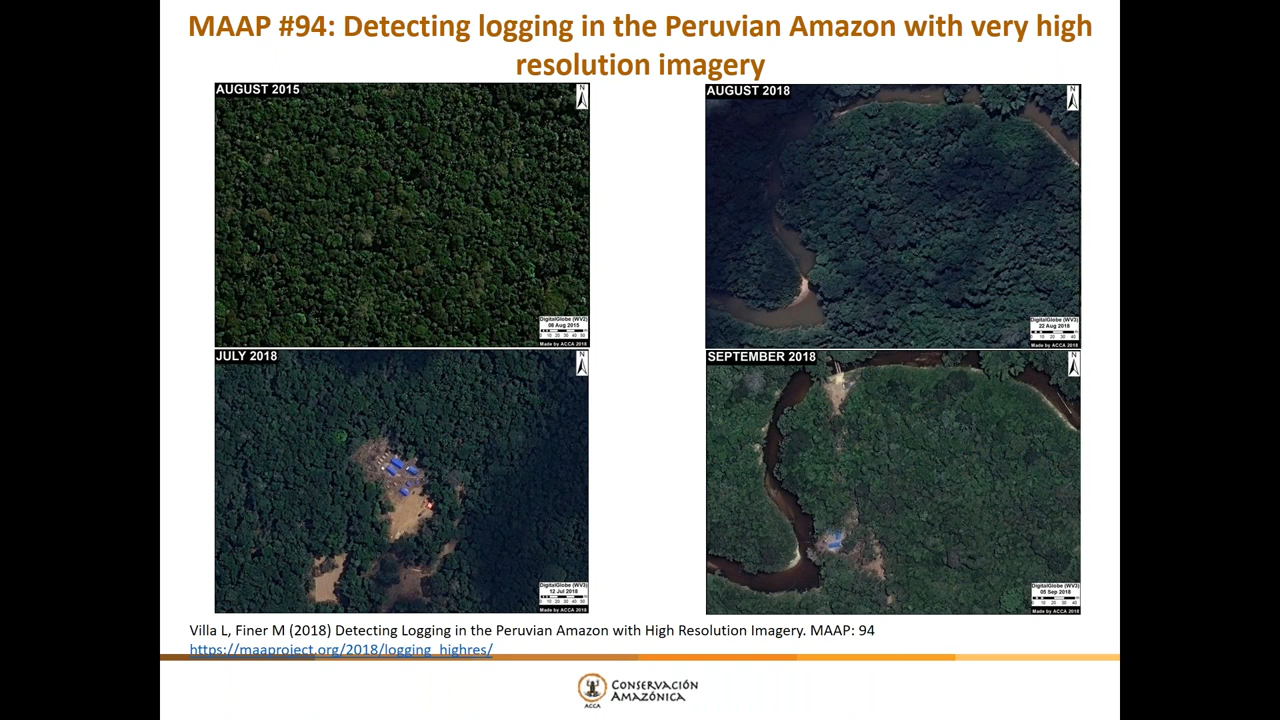 MAAP #94: Detecting logging in the Peruvian Amazon with very high
resolution imagery
AUGUST 2015
N
DigitalGlobe (WV2)
08 Aug 2015
Made by ACCA 2018
AUGUST 2018
N
DigitalGlobe (WV3)
22 Aug 2018
Made by ACCA 2018
JULY 2018
N
DigitalGlobe (WV3)
12 Jul 2018
Made by ACCA 2018
SEPTEMBER 2018
N
DigitalGlobe (WV3)
05 Sep 2018
Made by ACCA 2018
Villa L, Finer M (2018) Detecting Logging in the Peruvian Amazon with High Resolution Imagery. MAAP: 94
https://maaproject.org/2018/logging_highres/
CONSERVACIÓN
AMAZÓNICA
ACCA